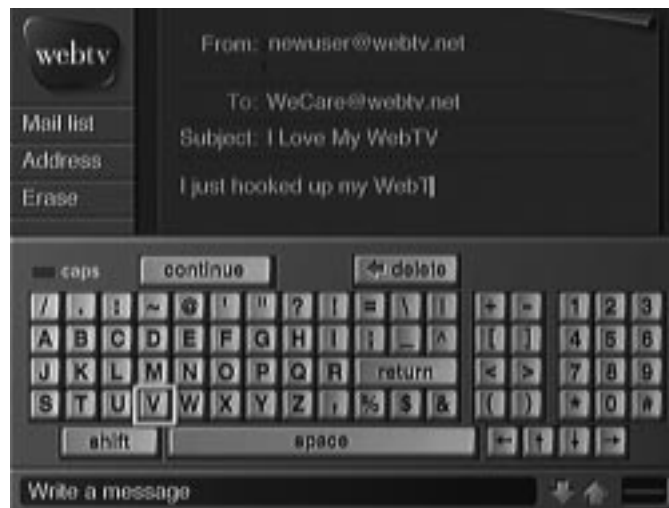 webtv
From: newuser@webtv.net
To: WeCare@webtv.net
Mail list
Subject: I Love My WebTV
Address
I just hooked up my WebT
Erase
caps continue delete
/ . : ~ @ ' " ? ! = \ | + - 1 2 3
A B C D E F G H I ; _ ^ [ ] 4 5 6
J K L M N O P Q R return < > 7 8 9
S T U V W X Y Z , % $ & ( ) * 0 #
shift space ← ↑ ↓ →
Write a message